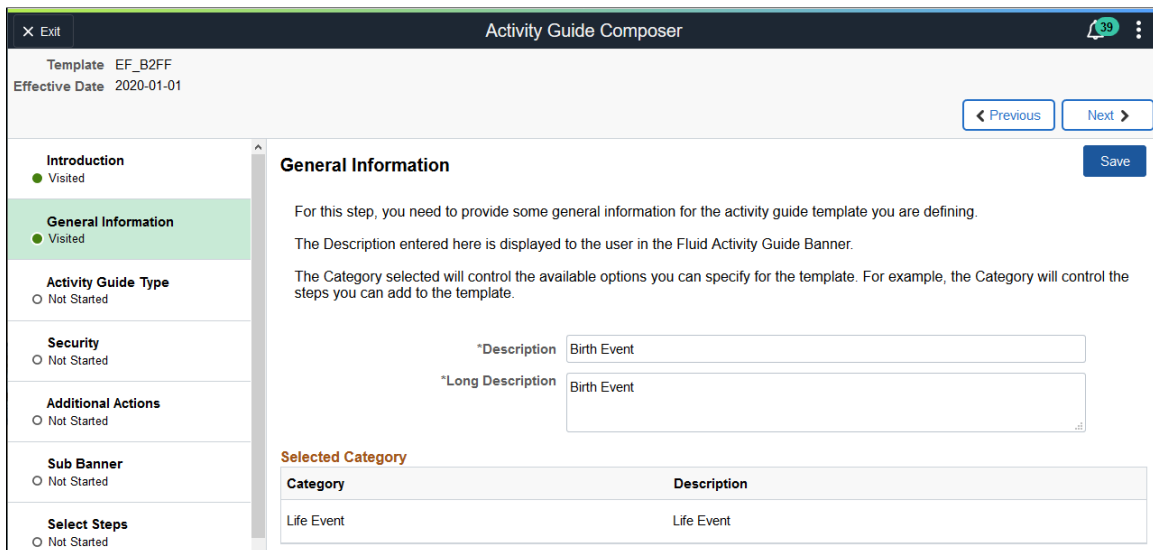 Exit
Activity Guide Composer
39
Template EF_B2FF
Effective Date 2020-01-01
Previous
Next
Introduction
Visited
General Information
Visited
Activity Guide Type
Not Started
Security
Not Started
Additional Actions
Not Started
Sub Banner
Not Started
Select Steps
Not Started
General Information
Save
For this step, you need to provide some general information for the activity guide template you are defining.
The Description entered here is displayed to the user in the Fluid Activity Guide Banner.
The Category selected will control the available options you can specify for the template. For example, the Category will control the
steps you can add to the template.
*Description Birth Event
*Long Description Birth Event
Selected Category
Category Description
Life Event Life Event